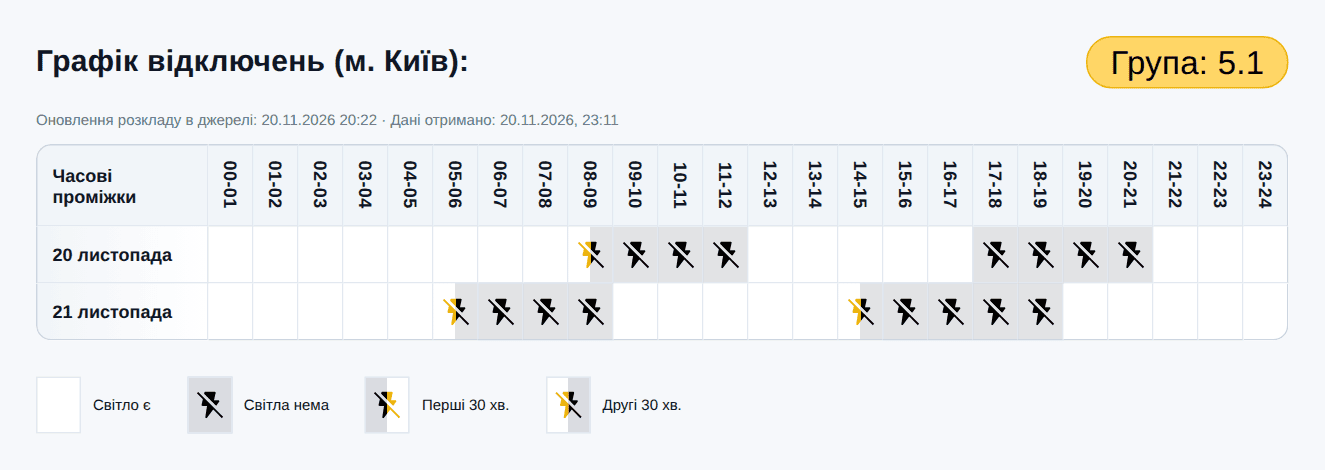 Графік відключень (м. Київ):
Група: 5.1
Оновлення розкладу в джерелі: 20.11.2026 20:22 · Дані отримано: 20.11.2026, 23:11
Часові
проміжки
00-01 01-02 02-03 03-04 04-05 05-06 06-07 07-08 08-09 09-10 10-11 11-12 12-13 13-14 14-15 15-16 16-17 17-18 18-19 19-20 20-21 21-22 22-23 23-24
20 листопада
21 листопада
Світло є Світла нема Перші 30 хв. Другі 30 хв.